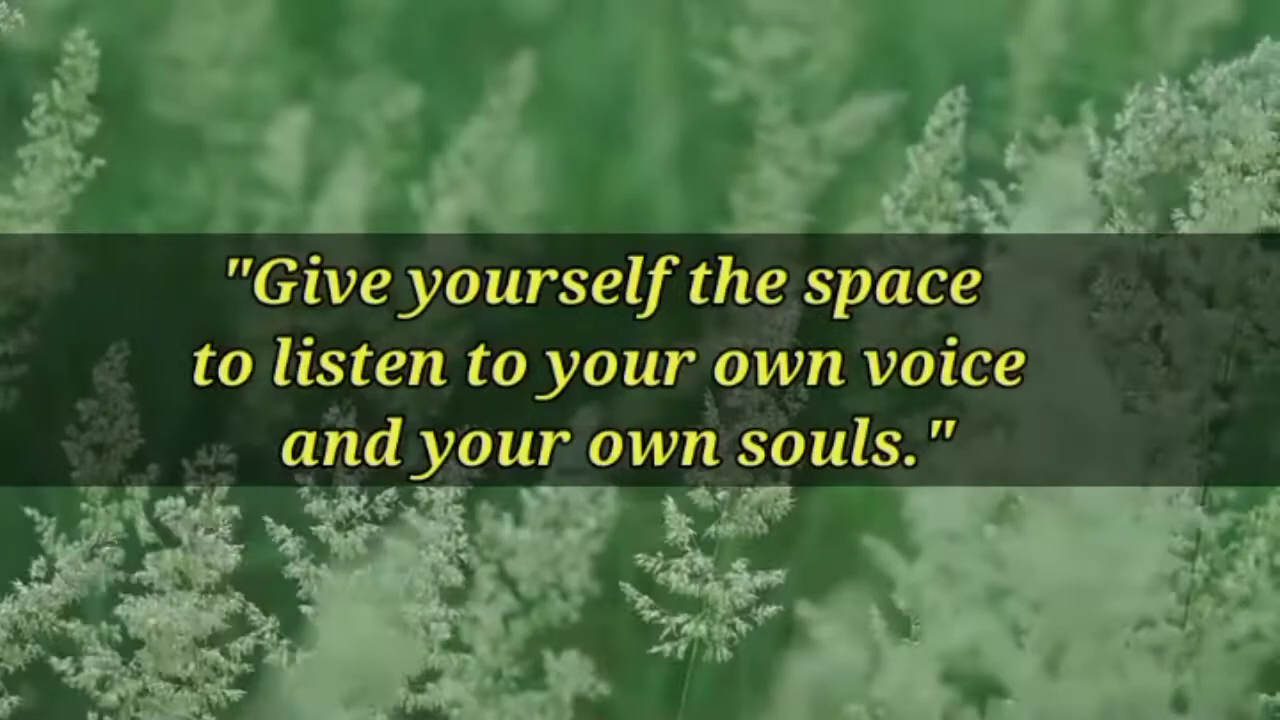 "Give yourself the space
to listen to your own voice
and your own souls."